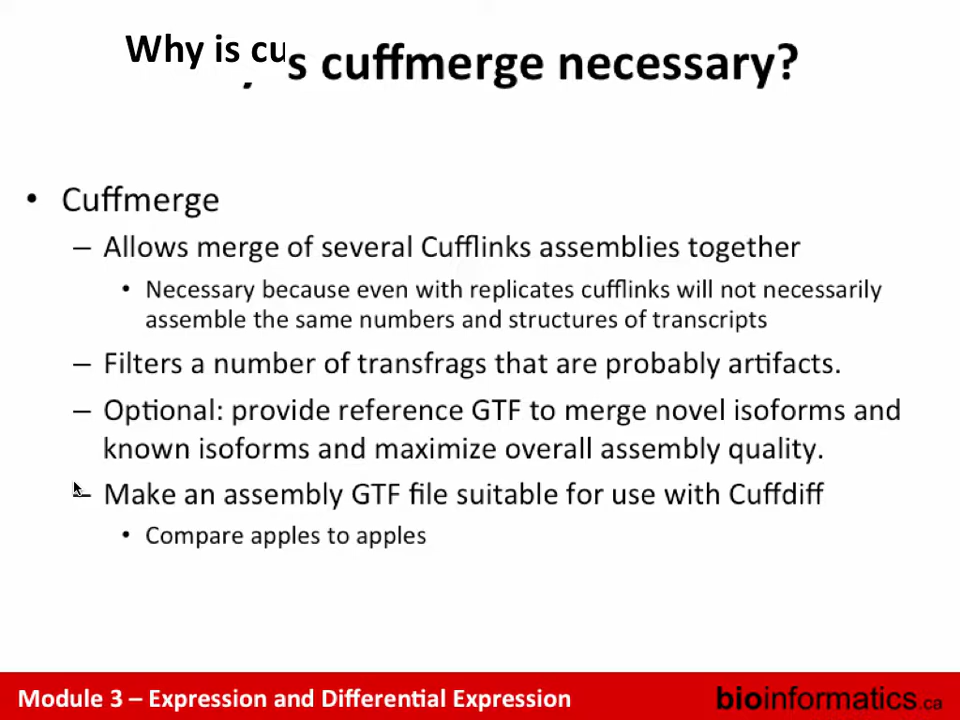 Why is cu s cuffmerge necessary?
• Cuffmerge
– Allows merge of several Cufflinks assemblies together
• Necessary because even with replicates cufflinks will not necessarily
assemble the same numbers and structures of transcripts
– Filters a number of transfrags that are probably artifacts.
– Optional: provide reference GTF to merge novel isoforms and
known isoforms and maximize overall assembly quality.
– Make an assembly GTF file suitable for use with Cuffdiff
• Compare apples to apples
Module 3 – Expression and Differential Expression
bioinformatics.ca